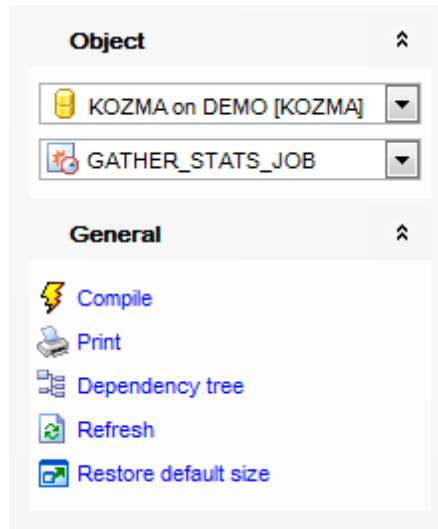 Object
KOZMA on DEMO [KOZMA]
GATHER_STATS_JOB
General
Compile
Print
Dependency tree
Refresh
Restore default size